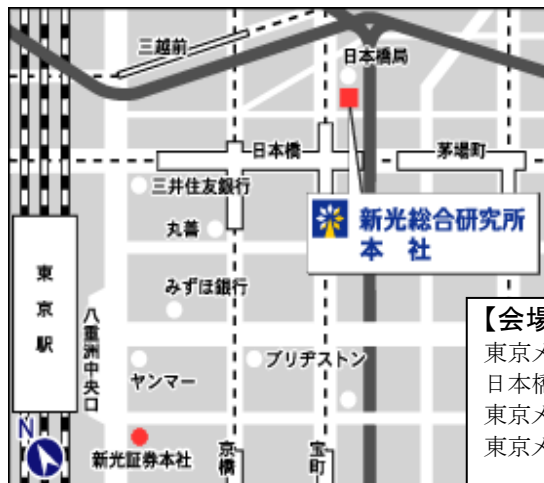 三越前
日本橋局
日本橋
茅場町
三井住友銀行
新光総合研究所
本 社
丸善
東京駅
みずほ銀行
八重洲中央口
【会場
東京メ
日本橋
東京メ
東京メ
ヤンマー
ブリヂストン
N
新光証券本社
京橋
宝町